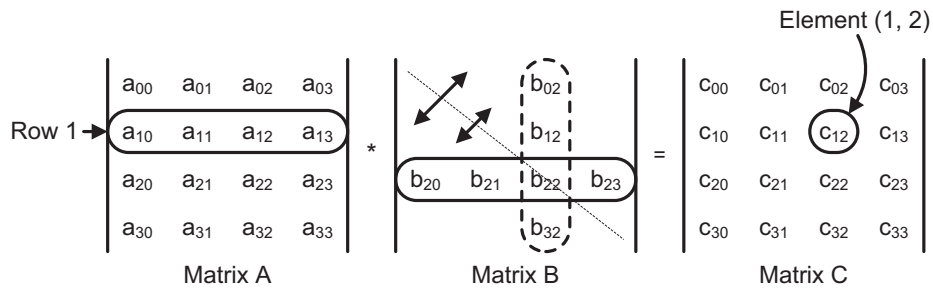 Element (1, 2)
a₀₀ a₀₁ a₀₂ a₀₃ b₀₂ c₀₀ c₀₁ c₀₂ c₀₃
Row 1 a₁₀ a₁₁ a₁₂ a₁₃ * b₁₂ = c₁₀ c₁₁ c₁₂ c₁₃
a₂₀ a₂₁ a₂₂ a₂₃ b₂₀ b₂₁ b₂₂ b₂₃ c₂₀ c₂₁ c₂₂ c₂₃
a₃₀ a₃₁ a₃₂ a₃₃ b₃₂ c₃₀ c₃₁ c₃₂ c₃₃
Matrix A Matrix B Matrix C